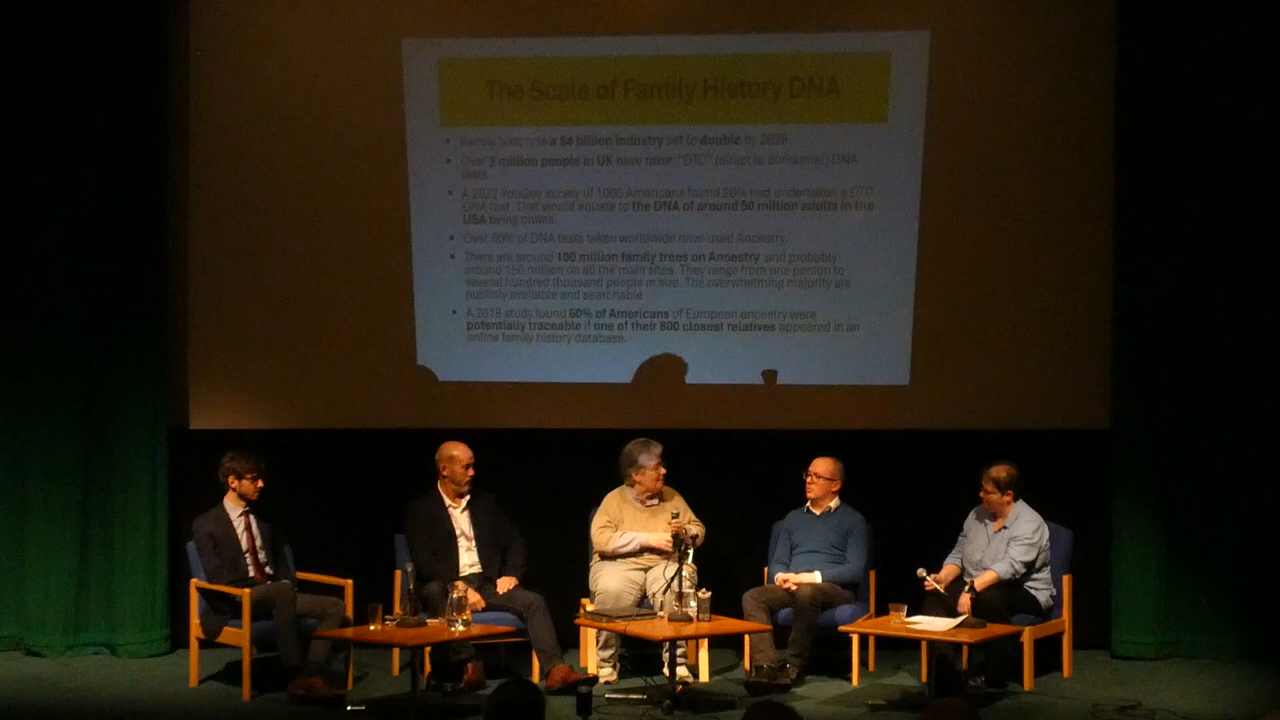 The Scale of Family History DNA
a $4 billion industry set to double by
Over 3 million people in UK have taken "DTC" (direct to consumer) DNA
tests
A 2022 YouGov survey of 1000 Americans found 20% had undertaken a DTC
DNA test. That would equate to the DNA of around 50 million adults in the
USA being online.
of DNA tests taken worldwide have used Ancestry.
There are around 100 million family trees on Ancestry and probably
around 150 million on all the main sites. They range from one person to
several hundred thousand people in size. The overwhelming majority are
publicly available and searchable
A 2018 study found 60% of Americans of European ancestry were
potentially traceable if one of their 800 closest relatives appeared in an
online family history database.